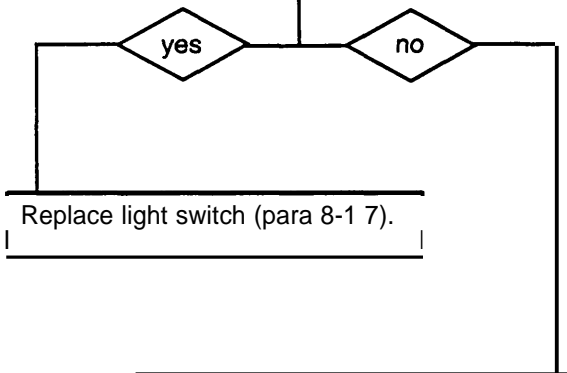 yes
no
Replace light switch (para 8-1 7).